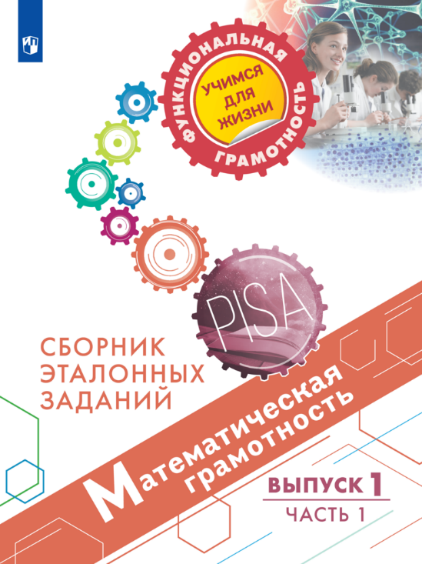 ФУНКЦИОНАЛЬНАЯ
ГРАМОТНОСТЬ
УЧИМСЯ
ДЛЯ
ЖИЗНИ
PISA
СБОРНИК
ЭТАЛОННЫХ
ЗАДАНИЙ
Математическая
грамотность
ВЫПУСК 1
ЧАСТЬ 1